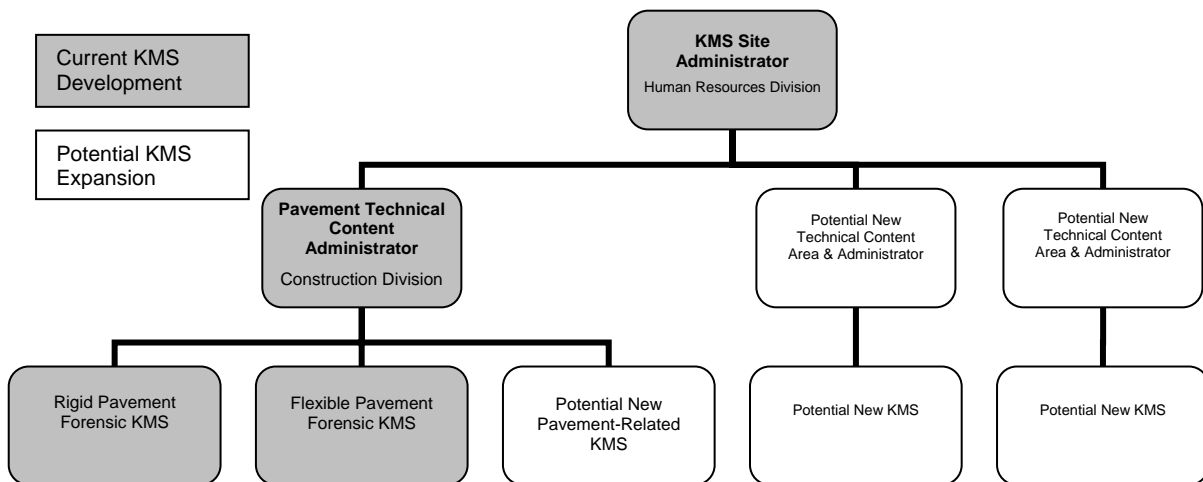 Current KMS
Development
Potential KMS
Expansion
KMS Site
Administrator
Human Resources Division
Pavement Technical
Content
Administrator
Construction Division
Potential New
Technical Content
Area & Administrator
Potential New
Technical Content
Area & Administrator
Rigid Pavement
Forensic KMS
Flexible Pavement
Forensic KMS
Potential New
Pavement-Related
KMS
Potential New KMS
Potential New KMS